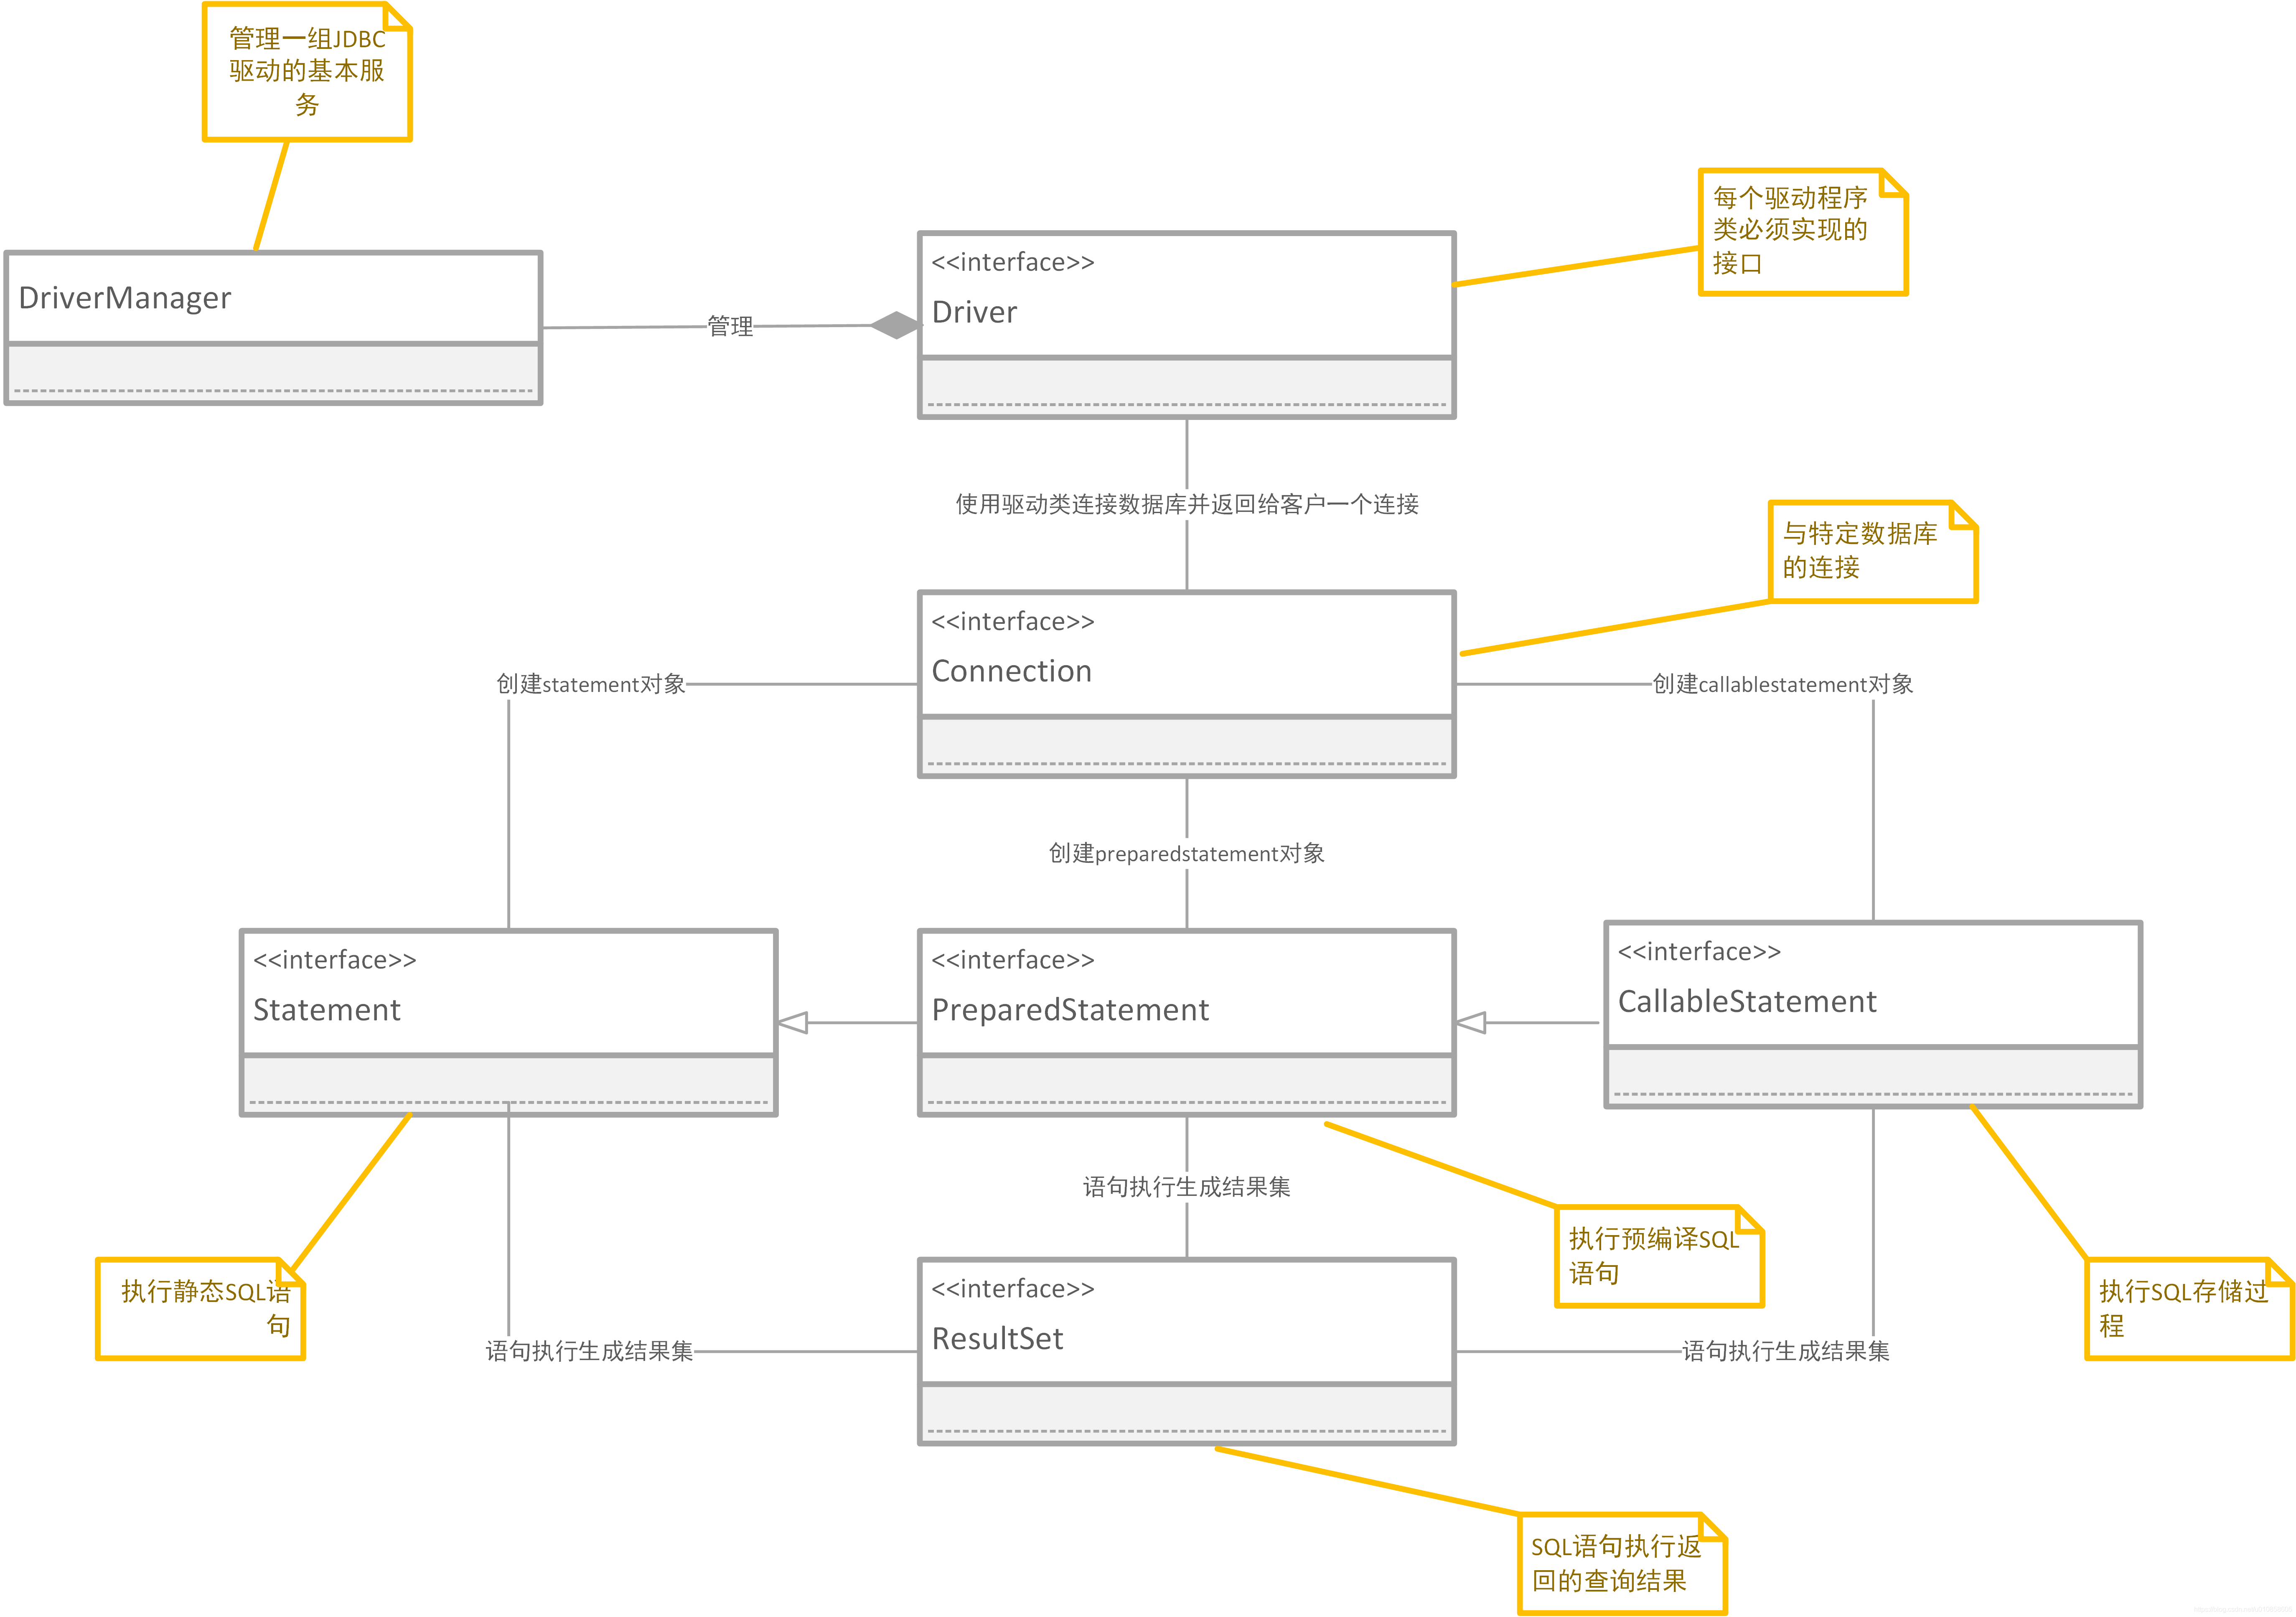 管理一组JDBC
驱动的基本服
务
每个驱动程序
类必须实现的
接口
DriverManager
管理
<<interface>>
Driver
使用驱动类连接数据库并返回给客户一个连接
与特定数据库
的连接
<<interface>>
Connection
创建statement对象
创建callablestatement对象
创建preparedstatement对象
<<interface>>
Statement
<<interface>>
PreparedStatement
<<interface>>
CallableStatement
语句执行生成结果集
执行预编译SQL
语句
执行静态SQL语
句
执行SQL存储过
程
<<interface>>
ResultSet
语句执行生成结果集
语句执行生成结果集
SQL语句执行返
回的查询结果